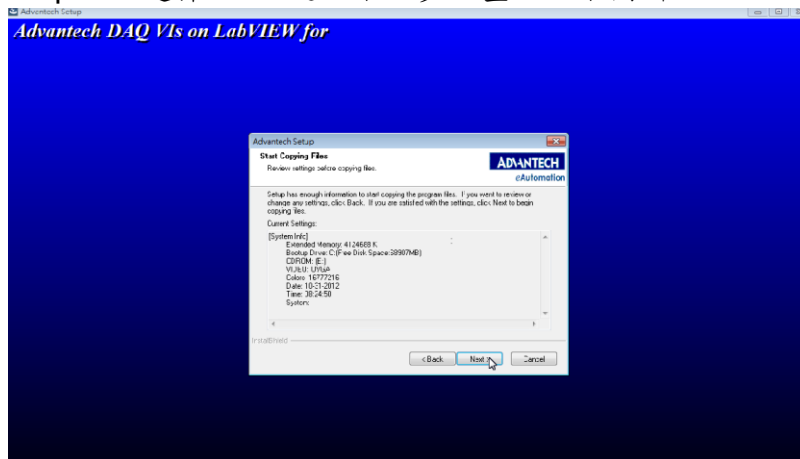 Advantech Setup
Advantech DAQ VIs on LabVIEW for
Advantech Setup
Start Copying Files
Review settings before copying files.
ADVANTECH
eAutomation
Setup has enough information to start copying the program files. If you want to review or
change any settings, click Back. If you are satisfied with the settings, click Next to begin
copying files.
Current Settings:
[System Info]
Extended Memory: 4124688 K
Bootup Drive: C:(Free Disk Space:38907MB)
CDROM: (E:)
VIDEO: UVGA
Colors: 16777216
Date: 10-31-2012
Time: 08:24:50
System:
InstallShield
< Back
Next >
Cancel